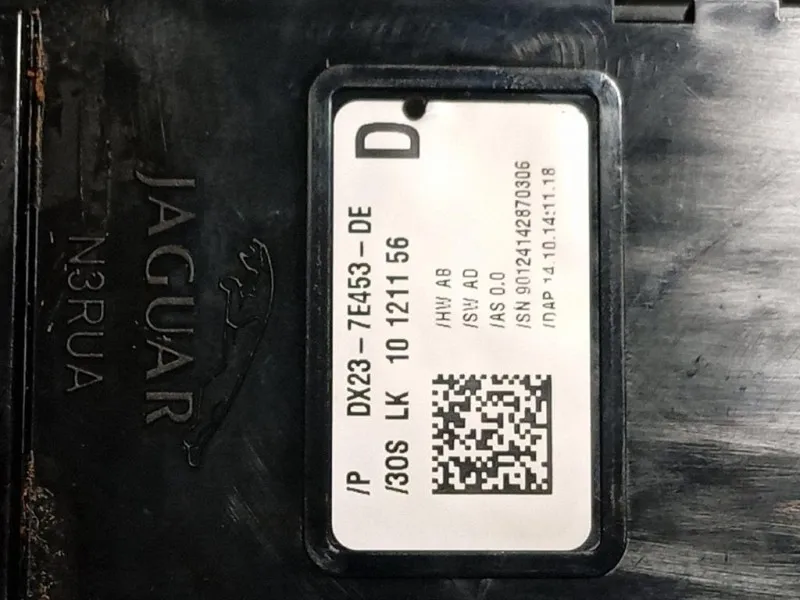 JAGUAR
N3RUA
D
/P DX23-7E453-DE
/30S LK 10 1211 56
/HW AB
/SW AD
/AS 0.0
/SN 90124142870306
/DAP 14.10.14:11.18